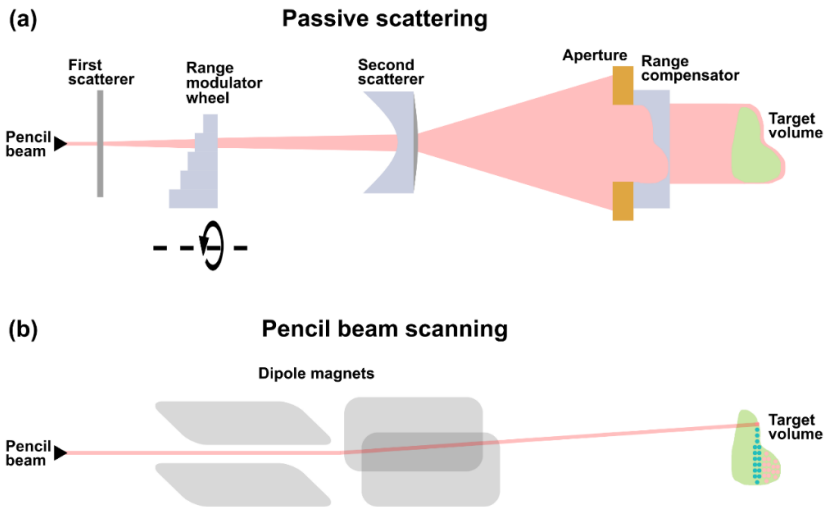 (a)
Passive scattering
First
scatterer
Range
modulator
wheel
Second
scatterer
Aperture
Range
compensator
Pencil
beam
Target
volume
(b)
Pencil beam scanning
Dipole magnets
Pencil
beam
Target
volume